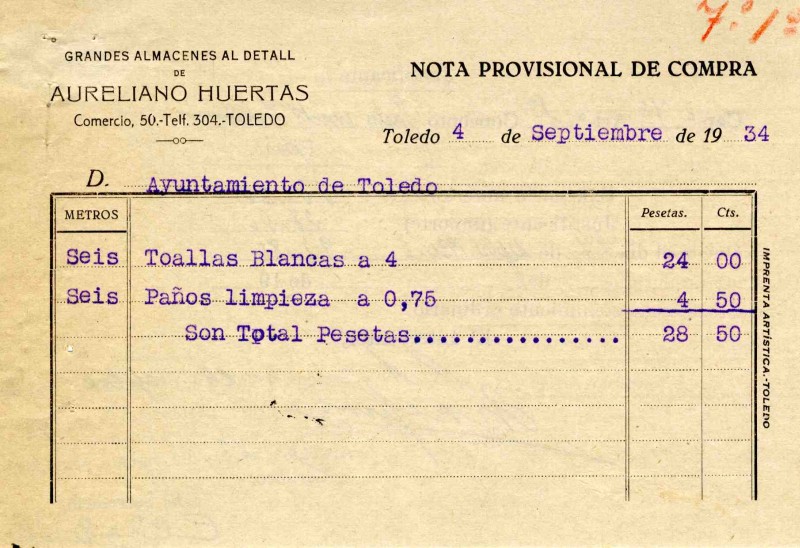 7.º 1
GRANDES ALMACENES AL DETALL
DE
AURELIANO HUERTAS
Comercio, 50.-Telf. 304.-TOLEDO
NOTA PROVISIONAL DE COMPRA
Toledo 4 de Septiembre de 19 34
D. Ayuntamiento de Toledo
METROS Pesetas. Cts.
Seis Toallas Blancas a 4 24 00
Seis Paños limpieza a 0,75 4 50
Son Total Pesetas................. 28 50
IMPRENTA ARTÍSTICA.-TOLEDO